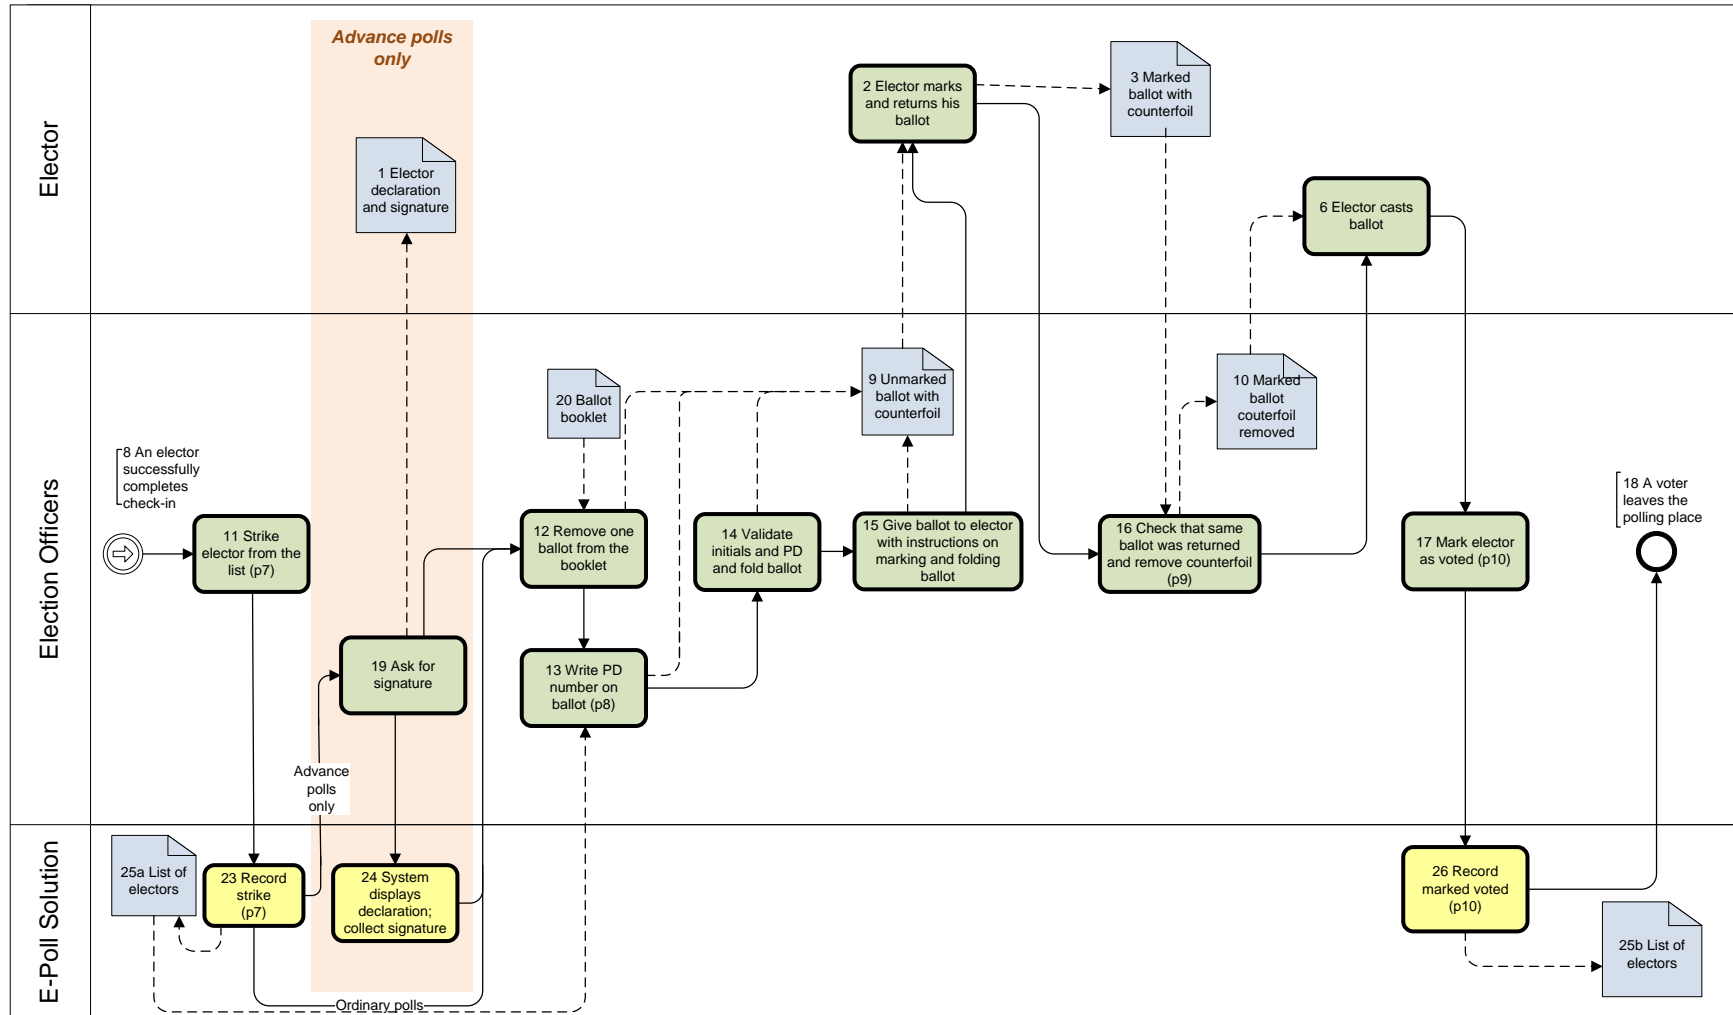 Advance polls
only
Elector
2 Elector marks
and returns his
ballot
3 Marked
ballot with
counterfoil
1 Elector
declaration
and signature
6 Elector casts
ballot
Election Officers
8 An elector
successfully
completes
check-in
11 Strike
elector from the
list (p7)
20 Ballot
booklet
9 Unmarked
ballot with
counterfoil
10 Marked
ballot
couterfoil
removed
12 Remove one
ballot from the
booklet
14 Validate
initials and PD
and fold ballot
15 Give ballot to elector
with instructions on
marking and folding
ballot
16 Check that same
ballot was returned
and remove counterfoil
(p9)
17 Mark elector
as voted (p10)
18 A voter
leaves the
polling place
19 Ask for
signature
13 Write PD
number on
ballot (p8)
Advance
polls
only
E-Poll Solution
25a List of
electors
23 Record
strike
(p7)
24 System
displays
declaration;
collect signature
26 Record
marked voted
(p10)
25b List of
electors
Ordinary polls